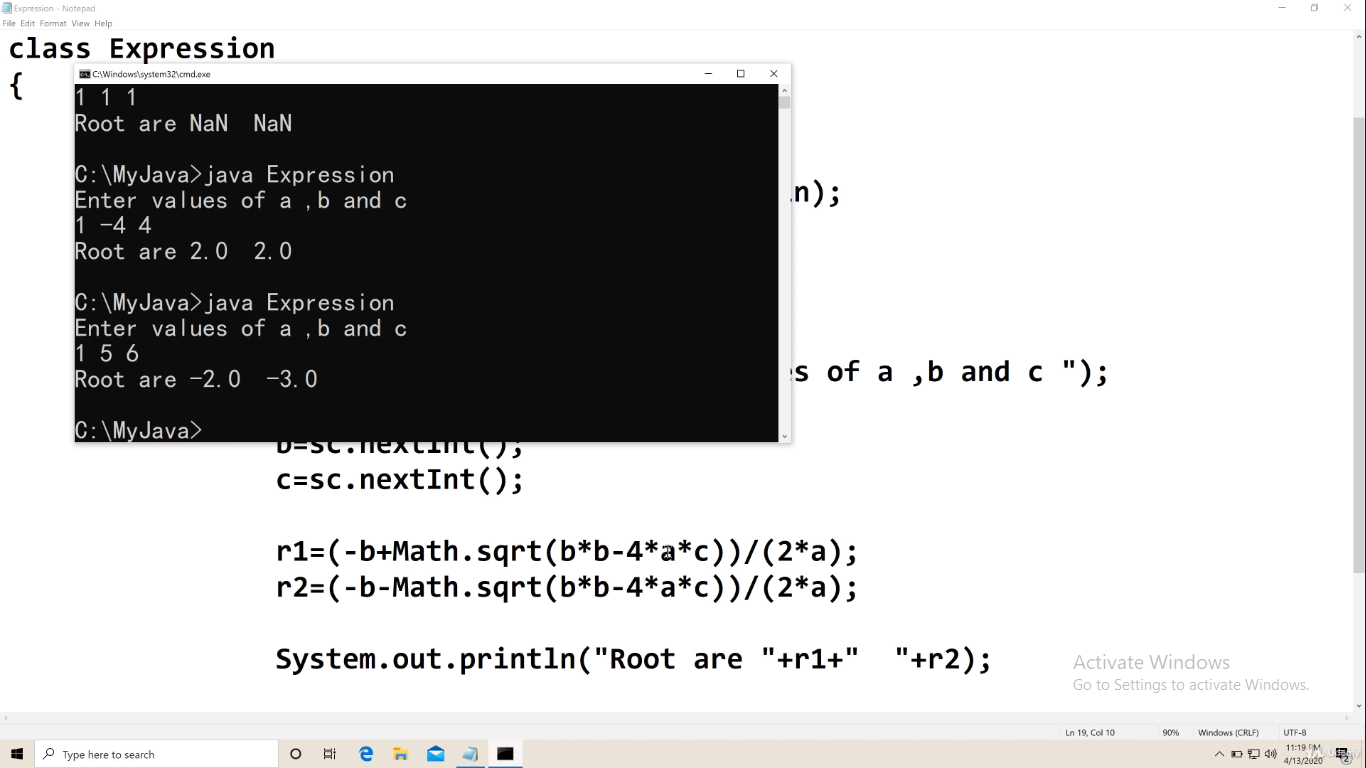 Expression - Notepad
File Edit Format View Help
class Expression
{
C:\Windows\system32\cmd.exe
1 1 1
Root are NaN  NaN
C:\MyJava>java Expression
n);
Enter values of a ,b and c
1 -4 4
Root are 2.0  2.0
C:\MyJava>java Expression
Enter values of a ,b and c
1 5 6
s of a ,b and c ");
Root are -2.0  -3.0
C:\MyJava>
b=sc.nextInt();
c=sc.nextInt();
r1=(-b+Math.sqrt(b*b-4*a*c))/(2*a);
r2=(-b-Math.sqrt(b*b-4*a*c))/(2*a);
System.out.println("Root are "+r1+"  "+r2);
Activate Windows
Go to Settings to activate Windows.
Ln 19, Col 10 90% Windows (CRLF) UTF-8
Type here to search
11:19 PM
4/13/2020
2